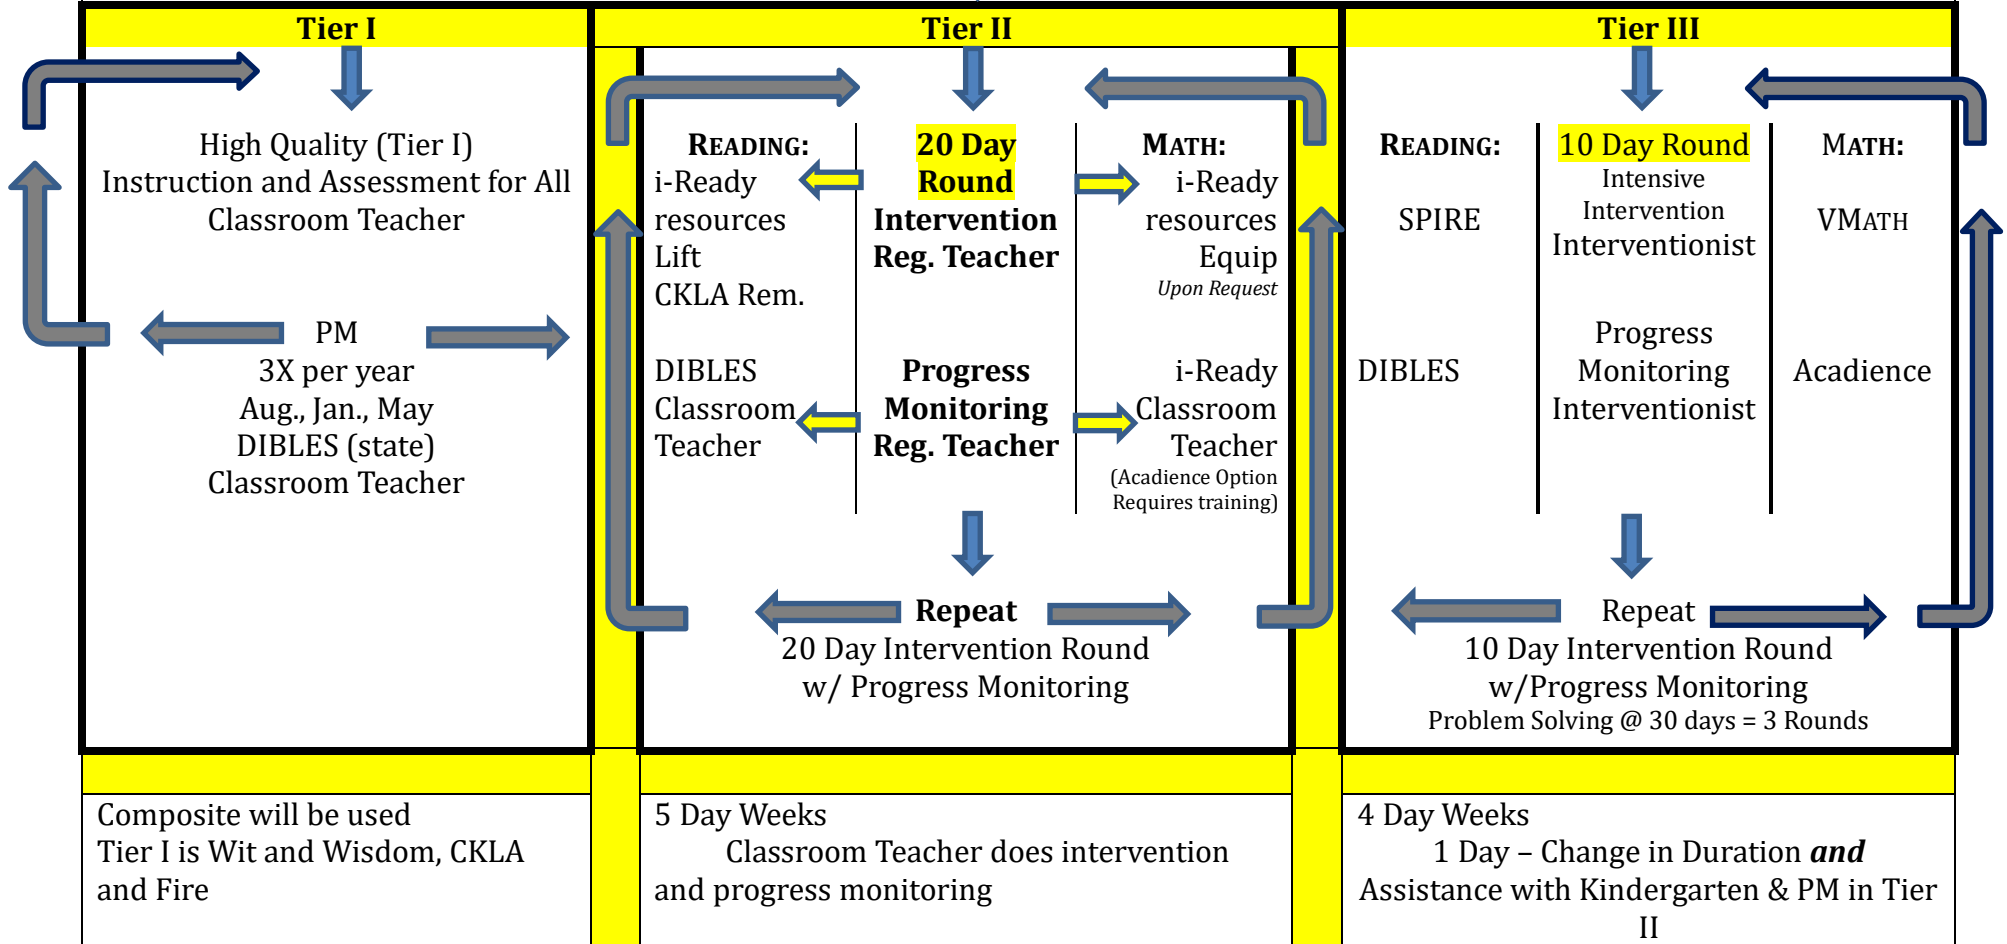 Tier I
High Quality (Tier I)
Instruction and Assessment for All
Classroom Teacher
PM
3X per year
Aug., Jan., May
DIBLES (state)
Classroom Teacher
Tier II
READING:
i-Ready
resources
Lift
CKLA Rem.
DIBLES
Classroom
Teacher
20 Day
Round
Intervention
Reg. Teacher
Progress
Monitoring
Reg. Teacher
MATH:
i-Ready
resources
Equip
Upon Request
i-Ready
Classroom
Teacher
(Acadience Option
Requires training)
Repeat
20 Day Intervention Round
w/ Progress Monitoring
Tier III
READING:
SPIRE
DIBLES
10 Day Round
Intensive
Intervention
Interventionist
Progress
Monitoring
Interventionist
MATH:
VMATH
Acadience
Repeat
10 Day Intervention Round
w/Progress Monitoring
Problem Solving @ 30 days = 3 Rounds
Composite will be used
Tier I is Wit and Wisdom, CKLA
and Fire
5 Day Weeks
Classroom Teacher does intervention
and progress monitoring
4 Day Weeks
1 Day – Change in Duration and
Assistance with Kindergarten & PM in Tier
II